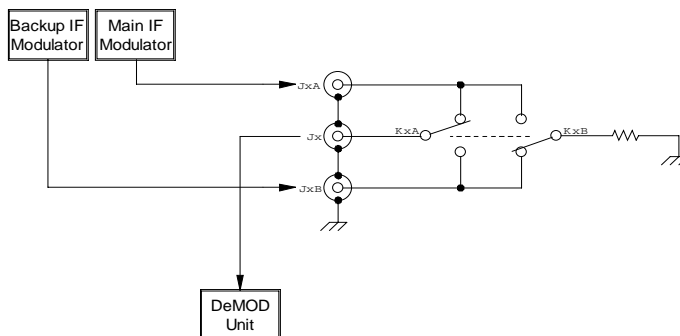 Backup IF
Modulator
Main IF
Modulator
JxA
Jx
KxA
KxB
JxB
DeMOD
Unit